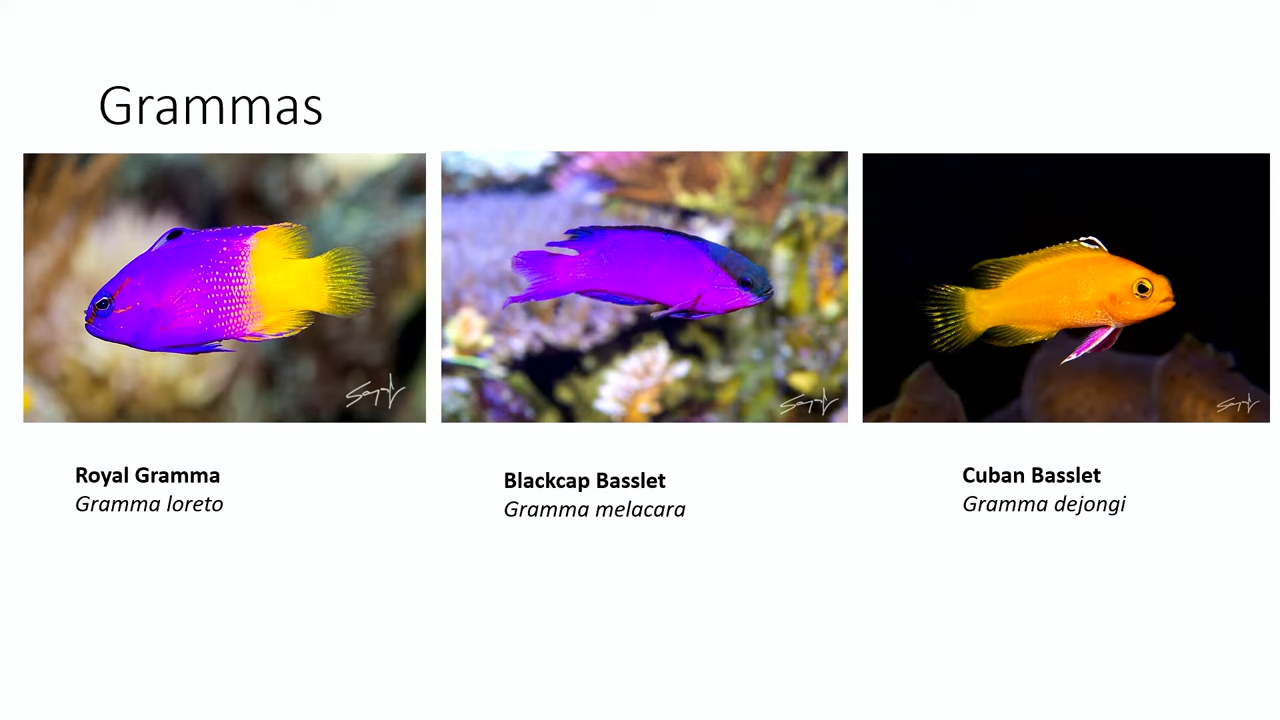 Grammas
Royal Gramma
Gramma loreto
Blackcap Basslet
Gramma melacara
Cuban Basslet
Gramma dejongi